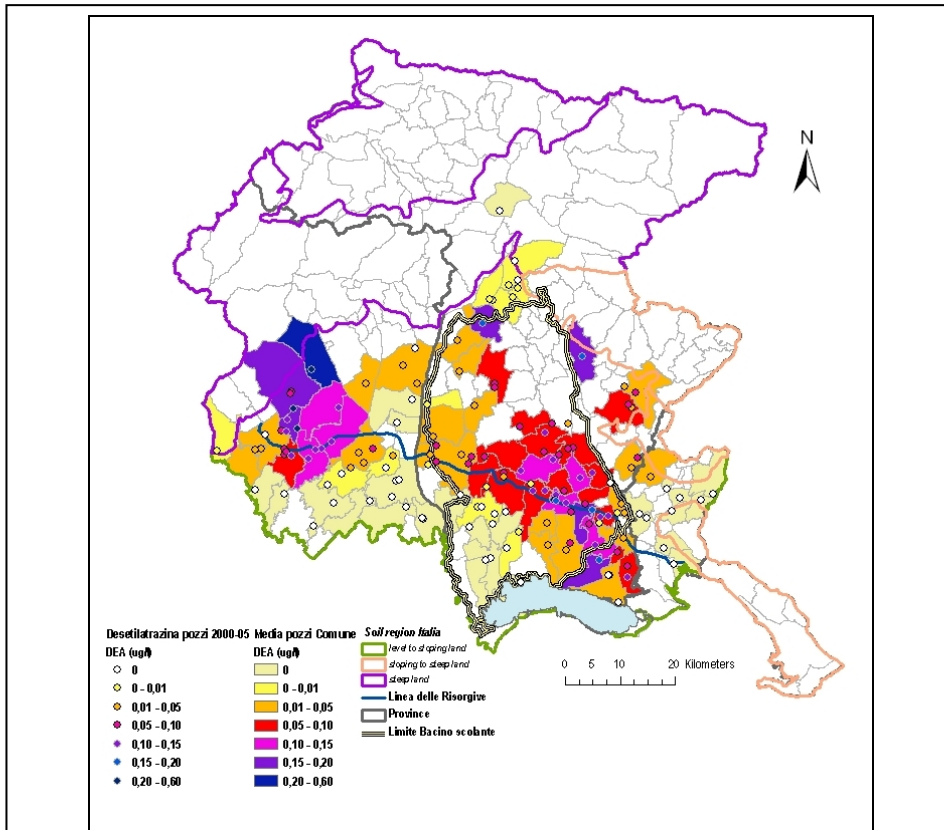 N
Desetilatrazina pozzi 2000-05
DEA (ug/l)
0
0 - 0,01
0,01 - 0,05
0,05 - 0,10
0,10 - 0,15
0,15 - 0,20
0,20 - 0,60
Media pozzi Comune
DEA (ug/l)
0
0 - 0,01
0,01 - 0,05
0,05 - 0,10
0,10 - 0,15
0,15 - 0,20
0,20 - 0,60
Soil region Italia
level to sloping land
sloping to steep land
steep land
Linea delle Risorgive
Province
Limite Bacino scolante
0 5 10 20 Kilometers